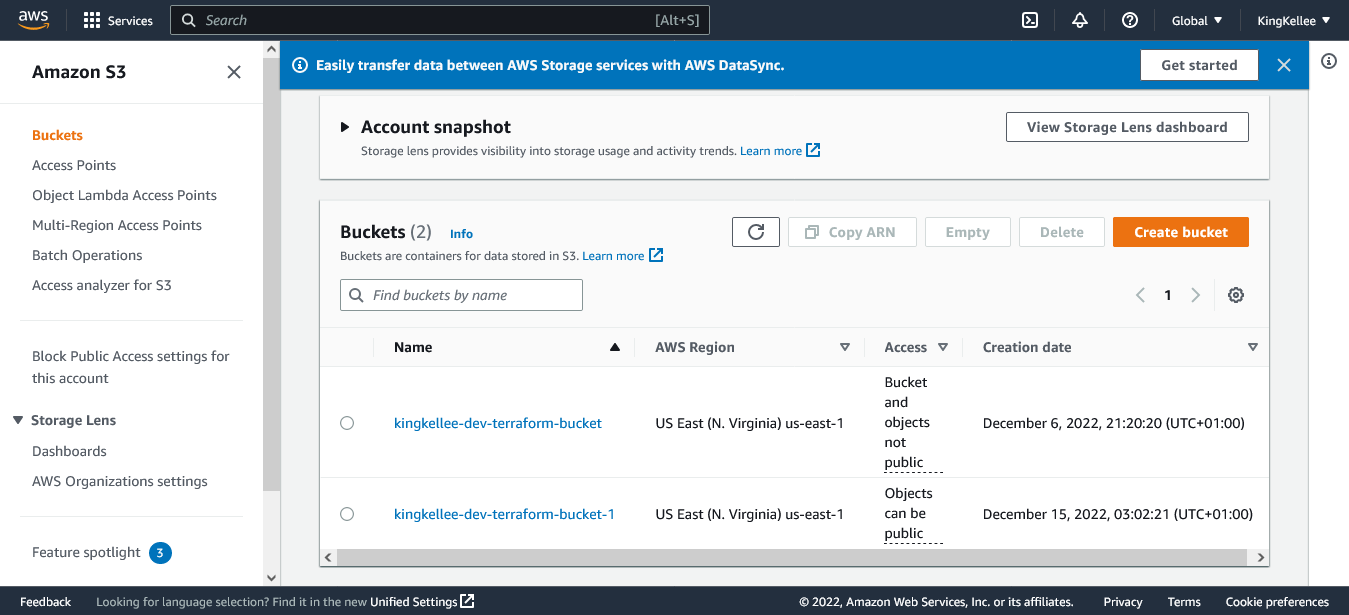 aws
Services
Search
[Alt+S]
Global
KingKellee
Amazon S3
Buckets
Access Points
Object Lambda Access Points
Multi-Region Access Points
Batch Operations
Access analyzer for S3
Block Public Access settings for
this account
Storage Lens
Dashboards
AWS Organizations settings
Feature spotlight 3
Easily transfer data between AWS Storage services with AWS DataSync.
Get started
Account snapshot
View Storage Lens dashboard
Storage lens provides visibility into storage usage and activity trends. Learn more
Buckets (2) Info
Copy ARN
Empty
Delete
Create bucket
Buckets are containers for data stored in S3. Learn more
Find buckets by name
1
Name
AWS Region
Access
Creation date
kingkellee-dev-terraform-bucket
US East (N. Virginia) us-east-1
Bucket
and
objects
not
public
December 6, 2022, 21:20:20 (UTC+01:00)
kingkellee-dev-terraform-bucket-1
US East (N. Virginia) us-east-1
Objects
can be
public
December 15, 2022, 03:02:21 (UTC+01:00)
Feedback
Looking for language selection? Find it in the new Unified Settings
© 2022, Amazon Web Services, Inc. or its affiliates.
Privacy
Terms
Cookie preferences